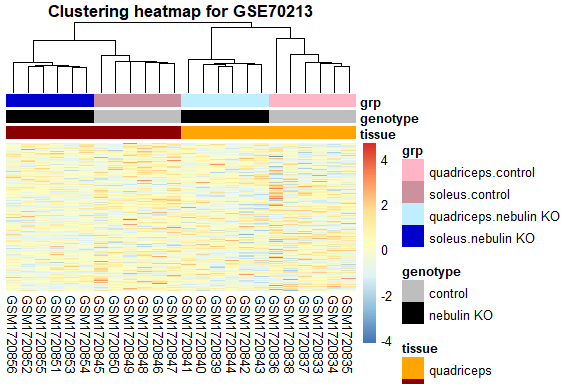 Clustering heatmap for GSE70213
grp
genotype
tissue
4
2
0
-2
-4
grp
quadriceps.control
soleus.control
quadriceps.nebulin KO
soleus.nebulin KO
genotype
control
nebulin KO
tissue
quadriceps
GSM1720856
GSM1720852
GSM1720855
GSM1720851
GSM1720853
GSM1720854
GSM1720845
GSM1720850
GSM1720849
GSM1720848
GSM1720846
GSM1720847
GSM1720841
GSM1720840
GSM1720839
GSM1720844
GSM1720842
GSM1720843
GSM1720836
GSM1720838
GSM1720837
GSM1720833
GSM1720834
GSM1720835